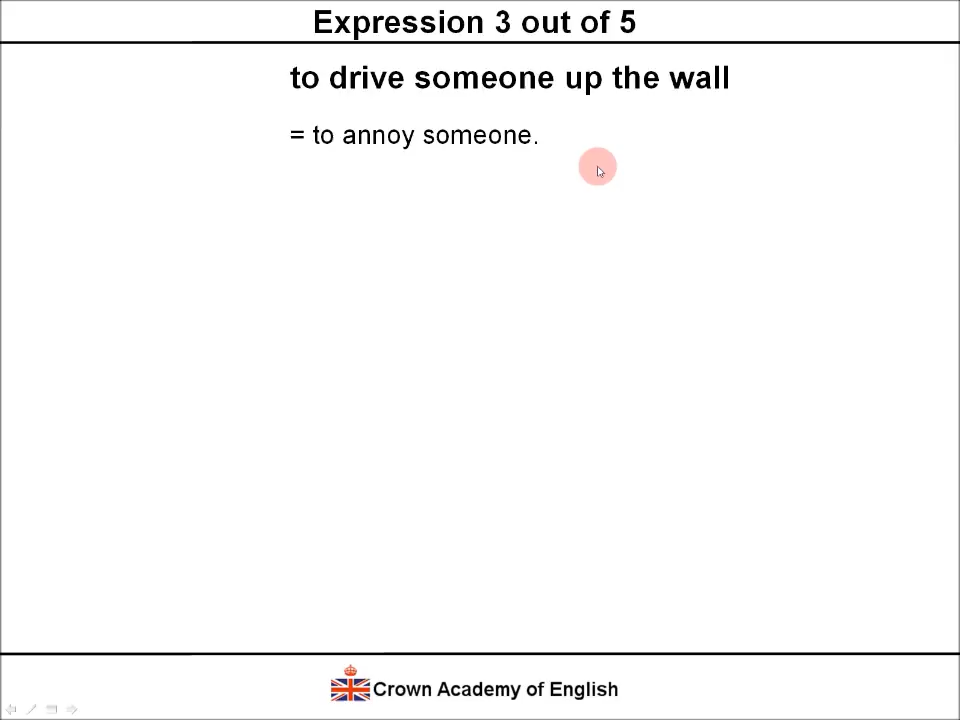 Expression 3 out of 5
to drive someone up the wall
= to annoy someone.
Crown Academy of English